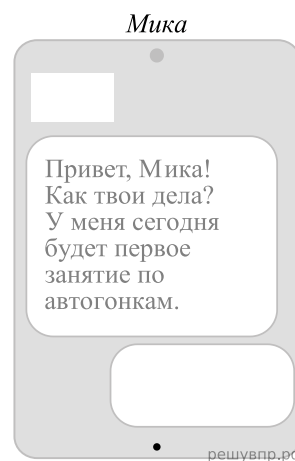 Мика
Привет, Мика!
Как твои дела?
У меня сегодня
будет первое
занятие по
автогонкам.
решувпр.рф